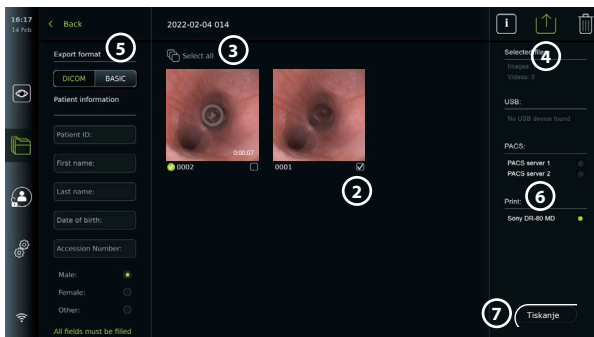 16:17
14 Feb
Back
2022-02-04 014
i
Export format
5
DICOM
BASIC
Patient information
Patient ID:
First name:
Last name:
Date of birth:
Accession Number:
Male:
Female:
Other:
All fields must be filled
Select all
3
0:00:07
0002
0001
2
Selected files
4
Images:
Videos: 0
USB:
No USB device found
PACS:
PACS server 1
PACS server 2
6
Print:
Sony DR-80 MD
7
Tiskanje